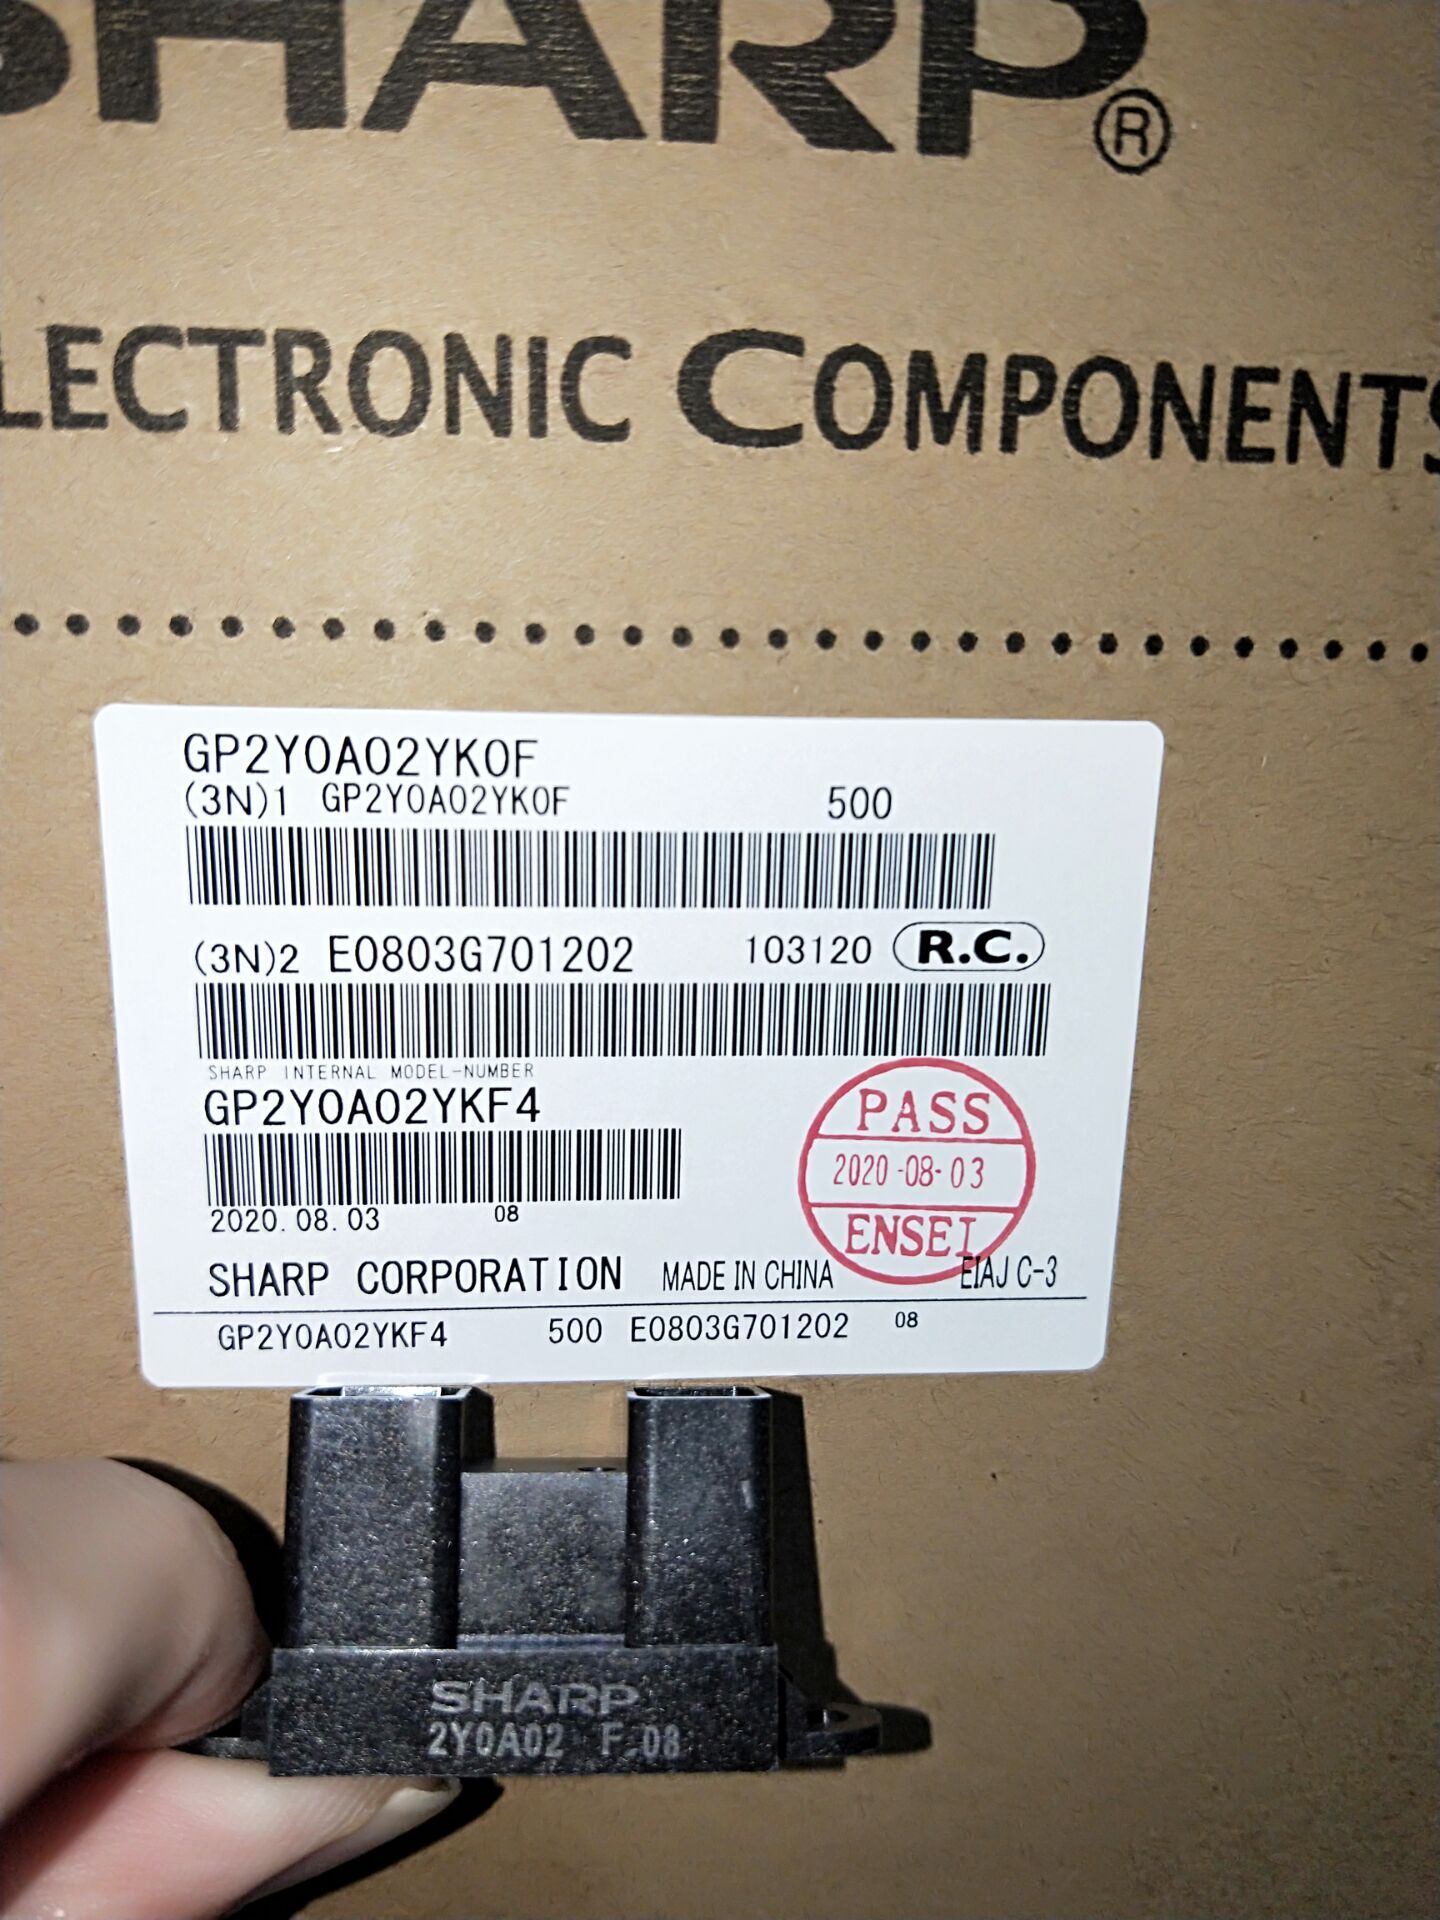 SHARP®
ELECTRONIC COMPONENTS
GP2Y0A02YK0F
(3N)1 GP2Y0A02YK0F 500
(3N)2 E0803G701202 103120 R.C.
SHARP INTERNAL MODEL-NUMBER
GP2Y0A02YKF4
PASS
2020-08-03
ENSEI
2020.08.03 08
SHARP CORPORATION MADE IN CHINA EIAJ C-3
GP2Y0A02YKF4 500 E0803G701202 08
SHARP
2Y0A02 F 08